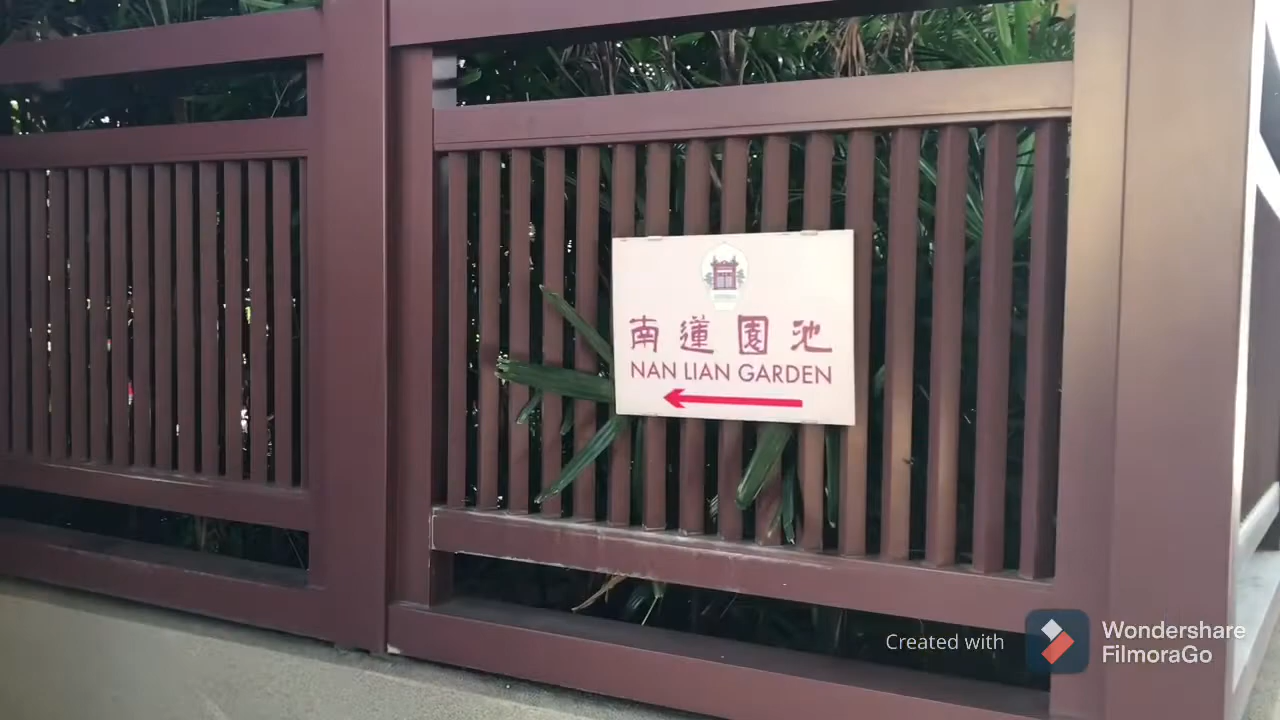 南蓮園池
NAN LIAN GARDEN
Created with
Wondershare
FilmoraGo